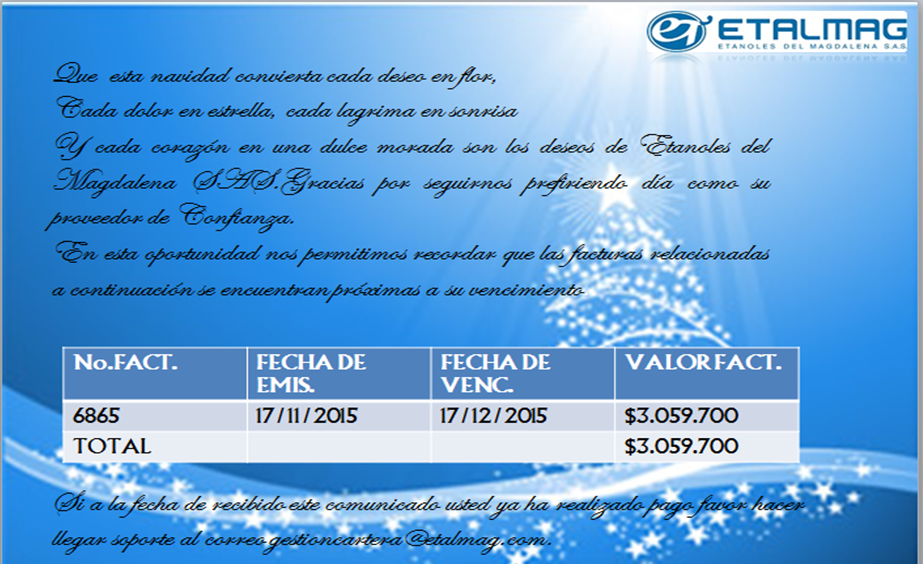 ETALMAG
ETANOLES DEL MAGDALENA S.A.S.
Que esta navidad convierta cada deseo en flor,
Cada dolor en estrella, cada lagrima en sonrisa
Y cada corazón en una dulce morada son los deseos de Etanoles del
Magdalena SAS.Gracias por seguirnos prefiriendo día como su
proveedor de Confianza.
En esta oportunidad nos permitimos recordar que las facturas relacionadas
a continuación se encuentran próximas a su vencimiento
No.FACT. FECHA DE EMIS. FECHA DE VENC. VALOR FACT.
6865 17/11/2015 17/12/2015 $3.059.700
TOTAL $3.059.700
Si a la fecha de recibido este comunicado usted ya ha realizado pago favor hacer
llegar soporte al correo gestioncartera@etalmag.com.